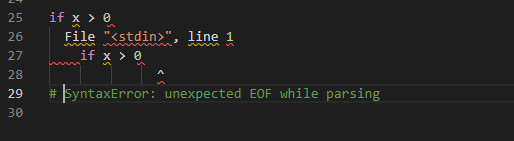 25 if x > 0
26   File "<stdin>", line 1
27     if x > 0
28              ^
29 # SyntaxError: unexpected EOF while parsing
30